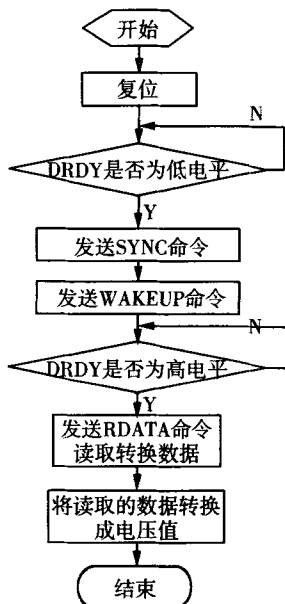 开始
复位
N
DRDY是否为低电平
Y
发送SYNC命令
发送WAKEUP命令
N
DRDY是否为高电平
Y
发送RDATA命令
读取转换数据
将读取的数据转换
成电压值
结束